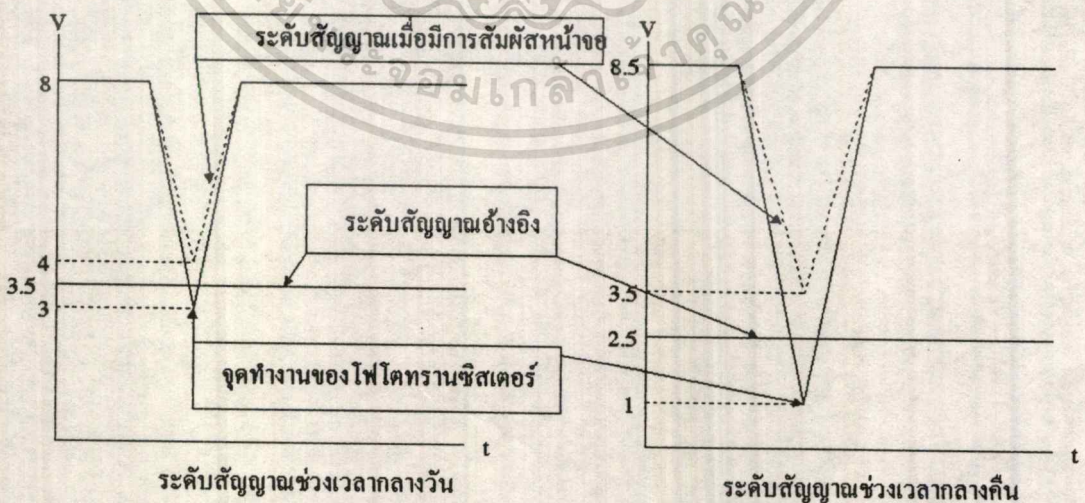 V
ระดับสัญญาณเมื่อมีการสัมผัสหน้าจอ
8
ระดับสัญญาณอ้างอิง
4
3.5
3
จุดทำงานของโฟโตทรานซิสเตอร์
t
ระดับสัญญาณช่วงเวลากลางวัน
V
8.5
3.5
2.5
1
t
ระดับสัญญาณช่วงเวลากลางคืน